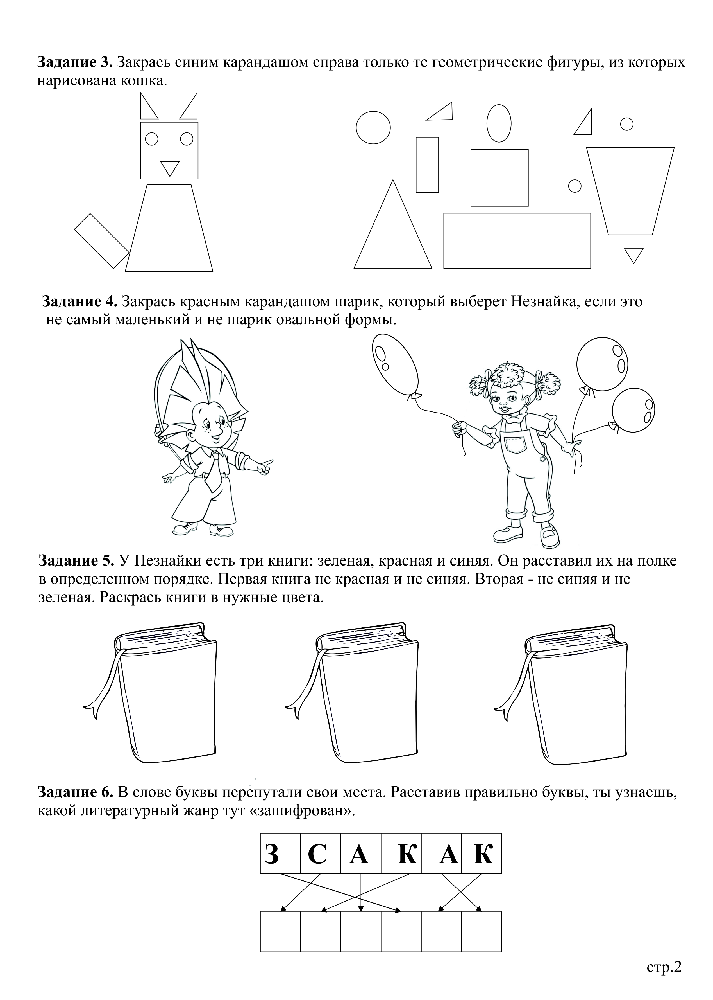 Задание 3. Закрась синим карандашом справа только те геометрические фигуры, из которых
нарисована кошка.
Задание 4. Закрась красным карандашом шарик, который выберет Незнайка, если это
не самый маленький и не шарик овальной формы.
Задание 5. У Незнайки есть три книги: зеленая, красная и синяя. Он расставил их на полке
в определенном порядке. Первая книга не красная и не синяя. Вторая - не синяя и не
зеленая. Раскрась книги в нужные цвета.
Задание 6. В слове буквы перепутали свои места. Расставив правильно буквы, ты узнаешь,
какой литературный жанр тут «зашифрован».
З С А К А К
стр.2